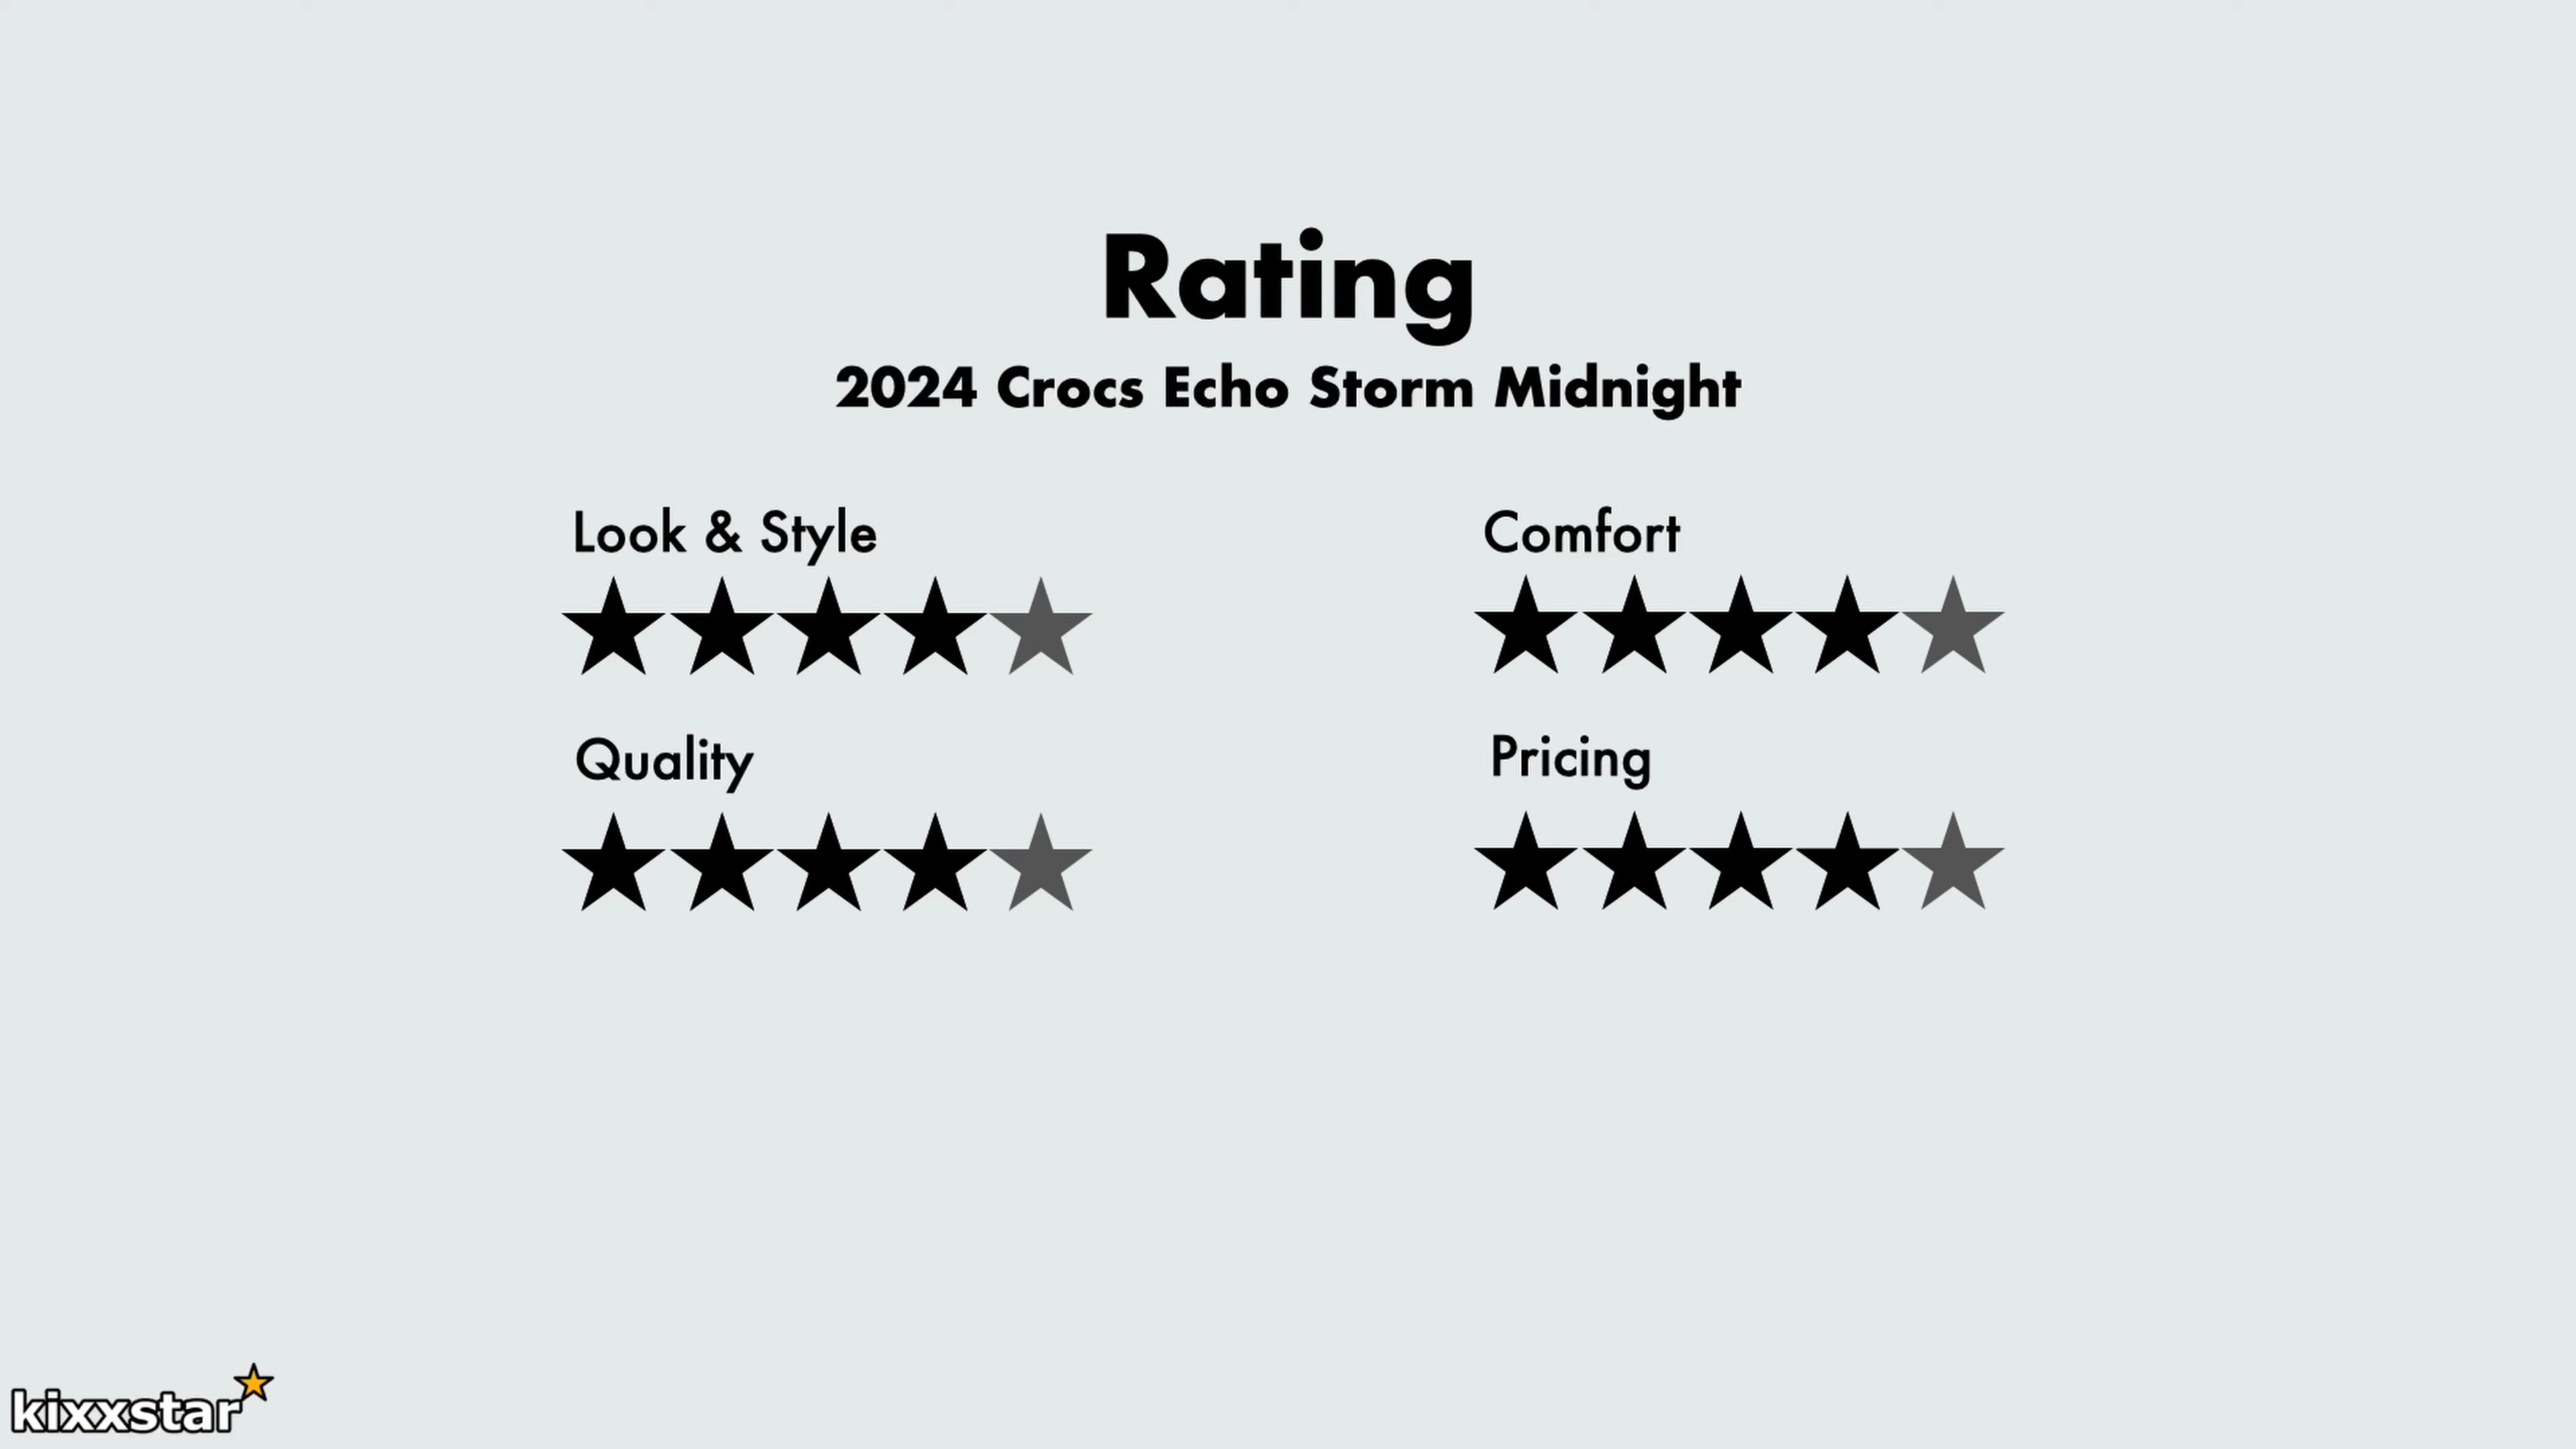 Rating
2024 Crocs Echo Storm Midnight
Look & Style
Comfort
Quality
Pricing
kixxstar